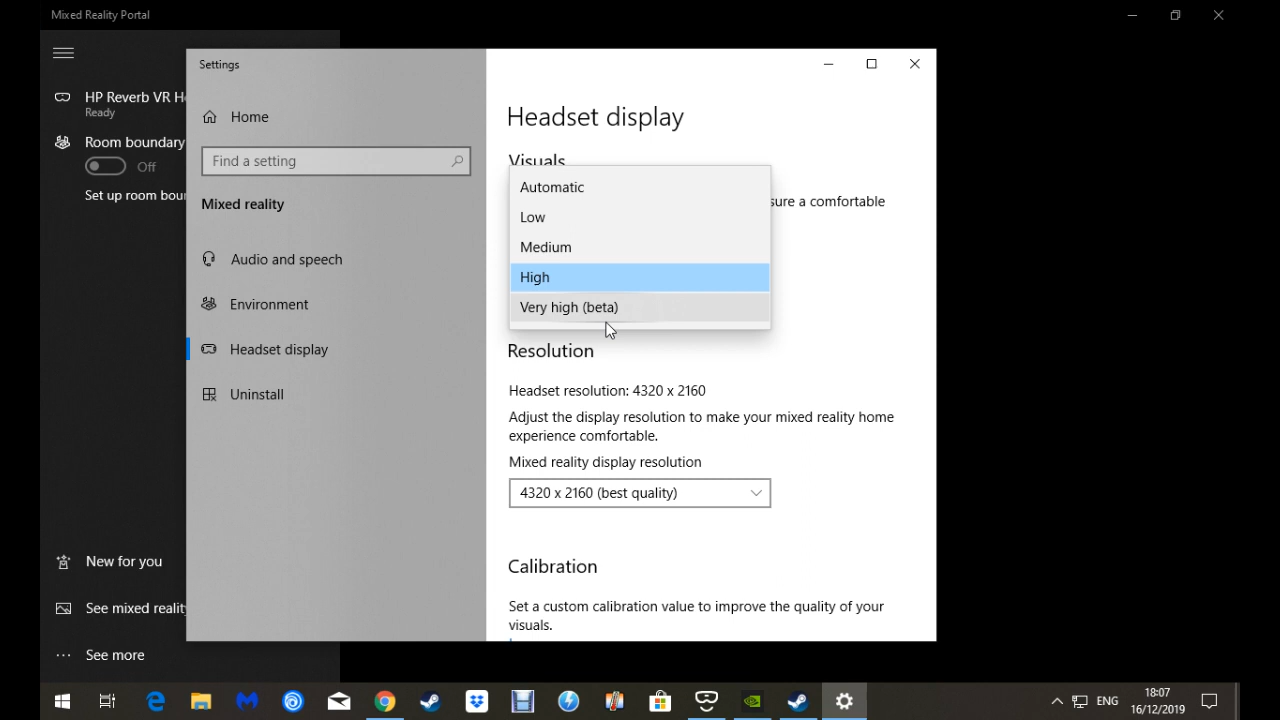 Mixed Reality Portal
HP Reverb VR H
Ready
Room boundary
Off
Set up room bou
New for you
See mixed realit
See more
Settings
Home
Find a setting
Mixed reality
Audio and speech
Environment
Headset display
Uninstall
Headset display
Visuals
sure a comfortable
Automatic
Low
Medium
High
Very high (beta)
Resolution
Headset resolution: 4320 x 2160
Adjust the display resolution to make your mixed reality home
experience comfortable.
Mixed reality display resolution
4320 x 2160 (best quality)
Calibration
Set a custom calibration value to improve the quality of your
visuals.
ENG
18:07
16/12/2019